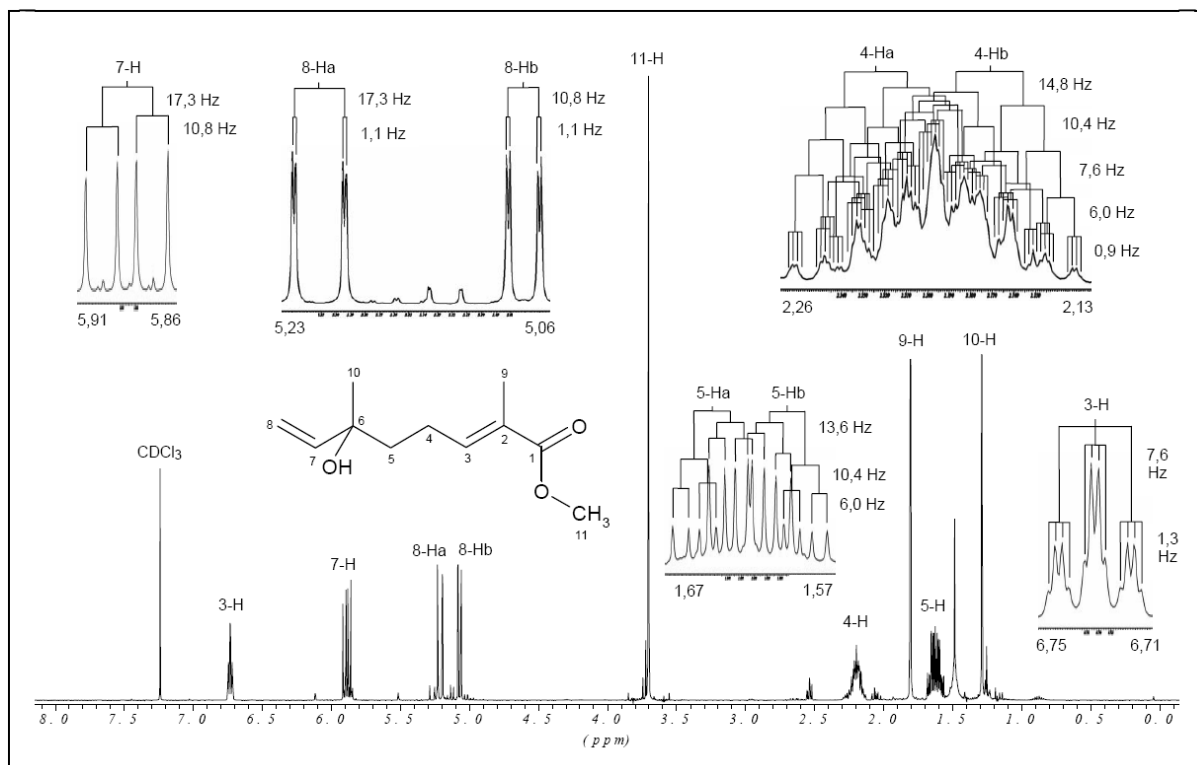 7-H
17,3 Hz
10,8 Hz
5,91
5,86
8-Ha
17,3 Hz
1,1 Hz
8-Hb
10,8 Hz
1,1 Hz
5,23
5,06
11-H
4-Ha
4-Hb
14,8 Hz
10,4 Hz
7,6 Hz
6,0 Hz
0,9 Hz
2,26
2,13
10
9
8
7
6
5
4
3
2
1
OH
O
O
CH3
11
CDCl3
3-H
7-H
8-Ha
8-Hb
5-Ha
5-Hb
13,6 Hz
10,4 Hz
6,0 Hz
1,67
1,57
4-H
5-H
9-H
10-H
3-H
7,6
Hz
1,3
Hz
6,75
6,71
8.0 7.5 7.0 6.5 6.0 5.5 5.0 4.5 4.0 3.5 3.0 2.5 2.0 1.5 1.0 0.5 0.0
(ppm)